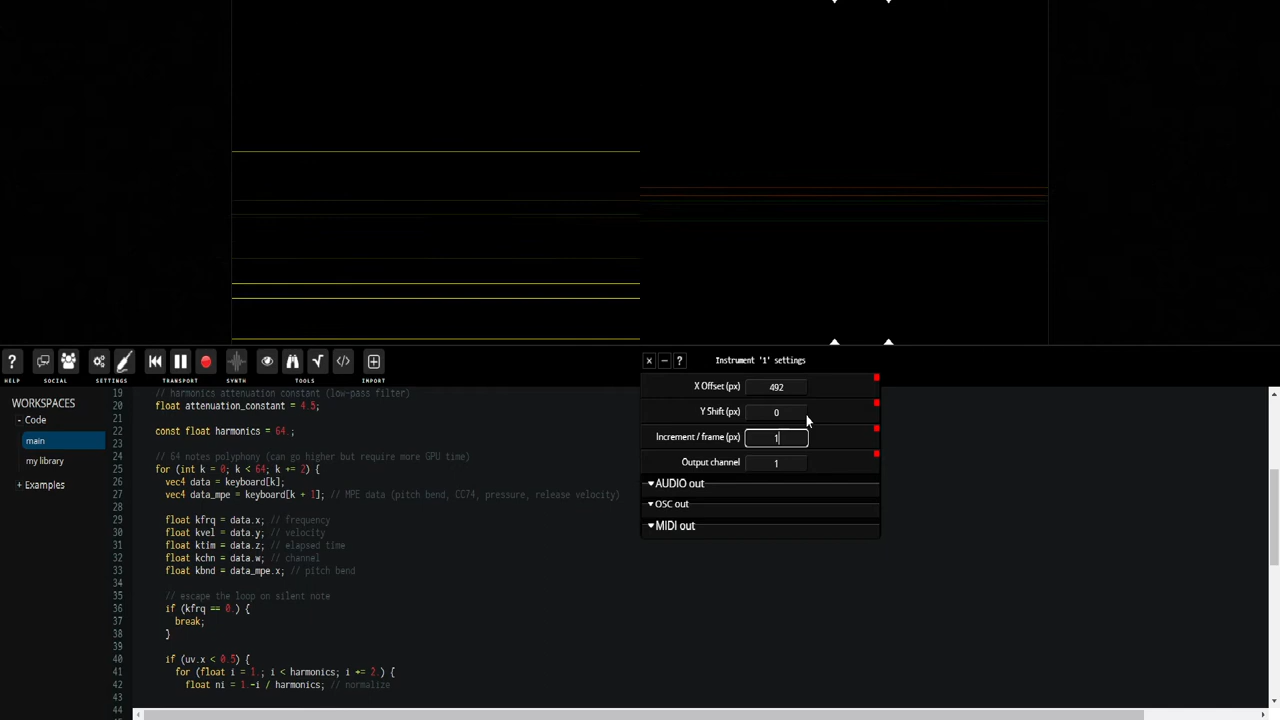 x − ? Instrument '1' settings
HELP SOCIAL SETTINGS TRANSPORT SYNTH TOOLS IMPORT
X Offset (px) 492
Y Shift (px) 0
Increment / frame (px) 1
Output channel 1
AUDIO out
OSC out
MIDI out
WORKSPACES
- Code
main
my library
+ Examples
19 // harmonics attenuation constant (low-pass filter)
20 float attenuation_constant = 4.5;
21
22 const float harmonics = 64.;
23
24 // 64 notes polyphony (can go higher but require more GPU time)
25 for (int k = 0; k < 64; k += 2) {
26 vec4 data = keyboard[k];
27 vec4 data_mpe = keyboard[k + 1]; // MPE data (pitch bend, CC74, pressure, release velocity)
28
29 float kfrq = data.x; // frequency
30 float kvel = data.y; // velocity
31 float ktim = data.z; // elapsed time
32 float kchn = data.w; // channel
33 float kbnd = data_mpe.x; // pitch bend
34
35 // escape the loop on silent note
36 if (kfrq == 0.) {
37 break;
38 }
39
40 if (uv.x < 0.5) {
41 for (float i = 1.; i < harmonics; i += 2.) {
42 float ni = 1.-i / harmonics; // normalize
43
44